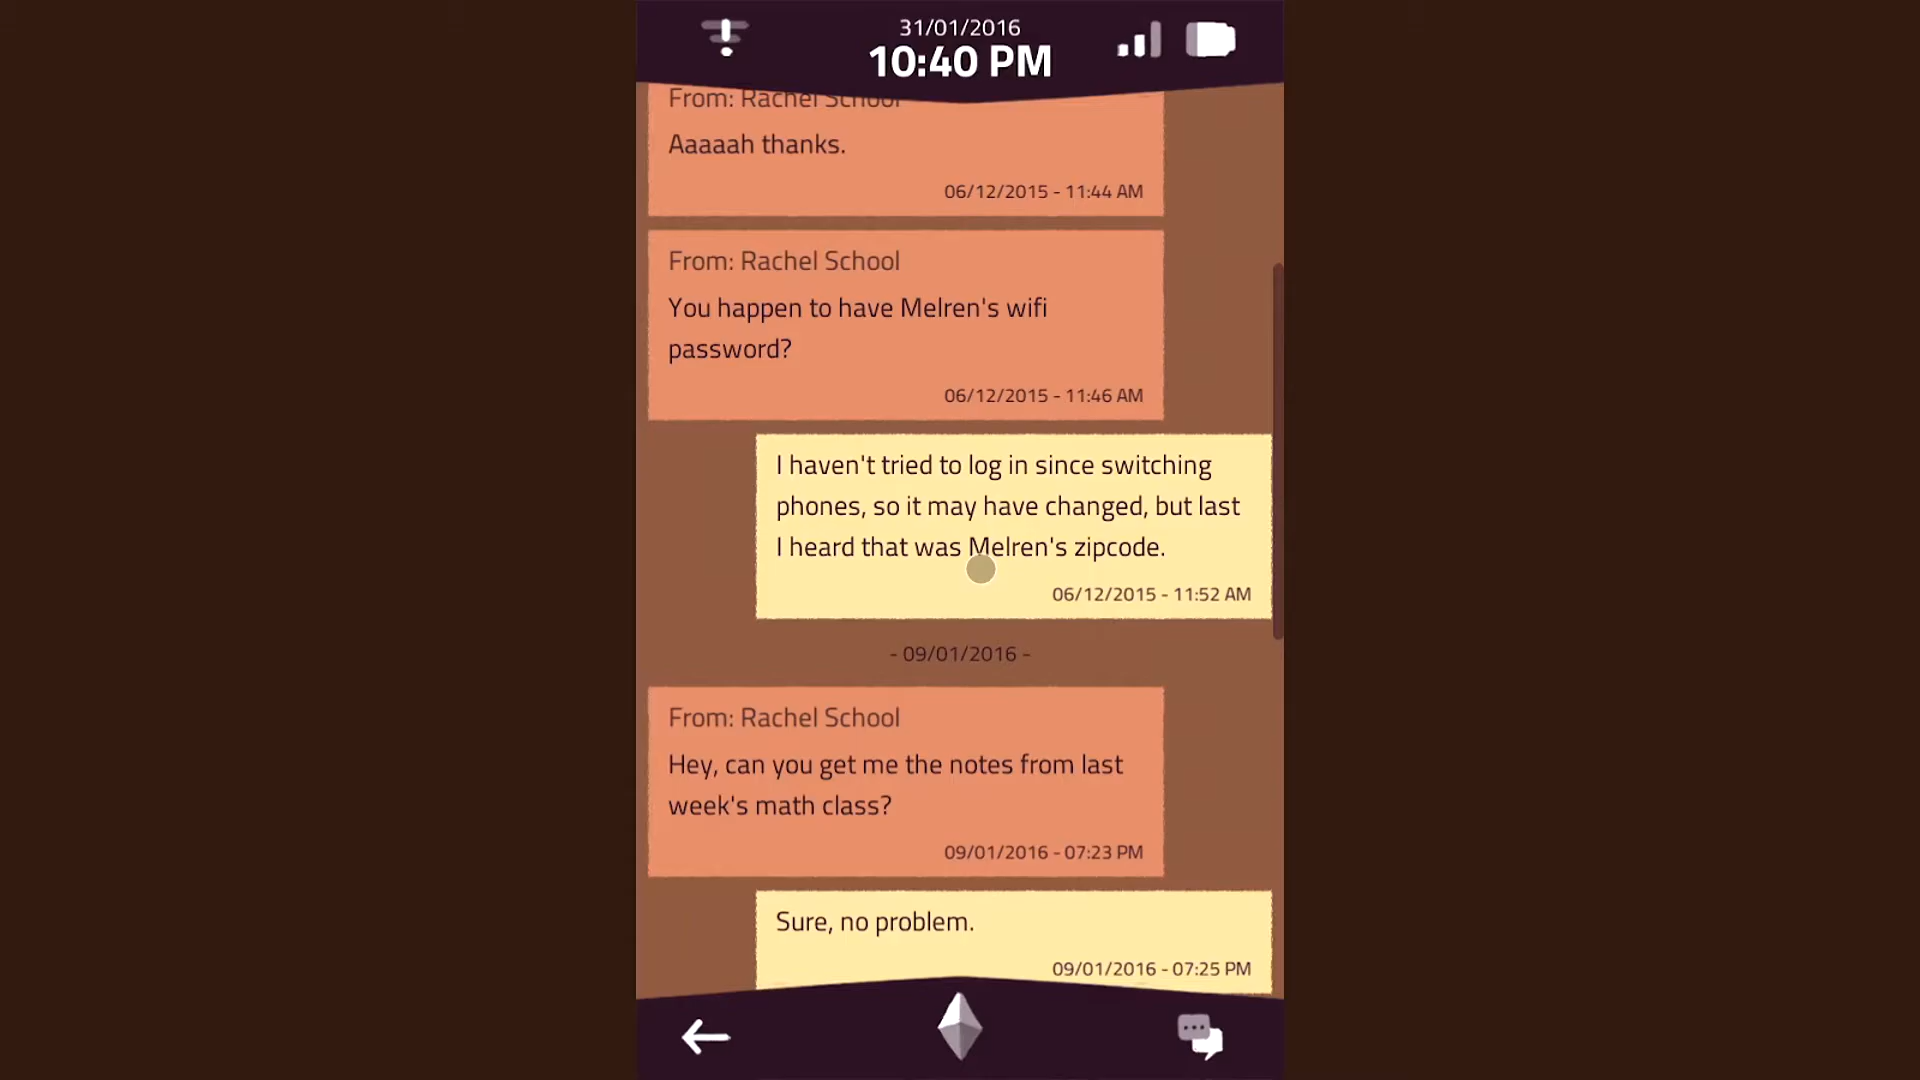 31/01/2016
10:40 PM
From: Rachel School
Aaaaah thanks.
06/12/2015 - 11:44 AM
From: Rachel School
You happen to have Melren's wifi
password?
06/12/2015 - 11:46 AM
I haven't tried to log in since switching
phones, so it may have changed, but last
I heard that was Melren's zipcode.
06/12/2015 - 11:52 AM
- 09/01/2016 -
From: Rachel School
Hey, can you get me the notes from last
week's math class?
09/01/2016 - 07:23 PM
Sure, no problem.
09/01/2016 - 07:25 PM